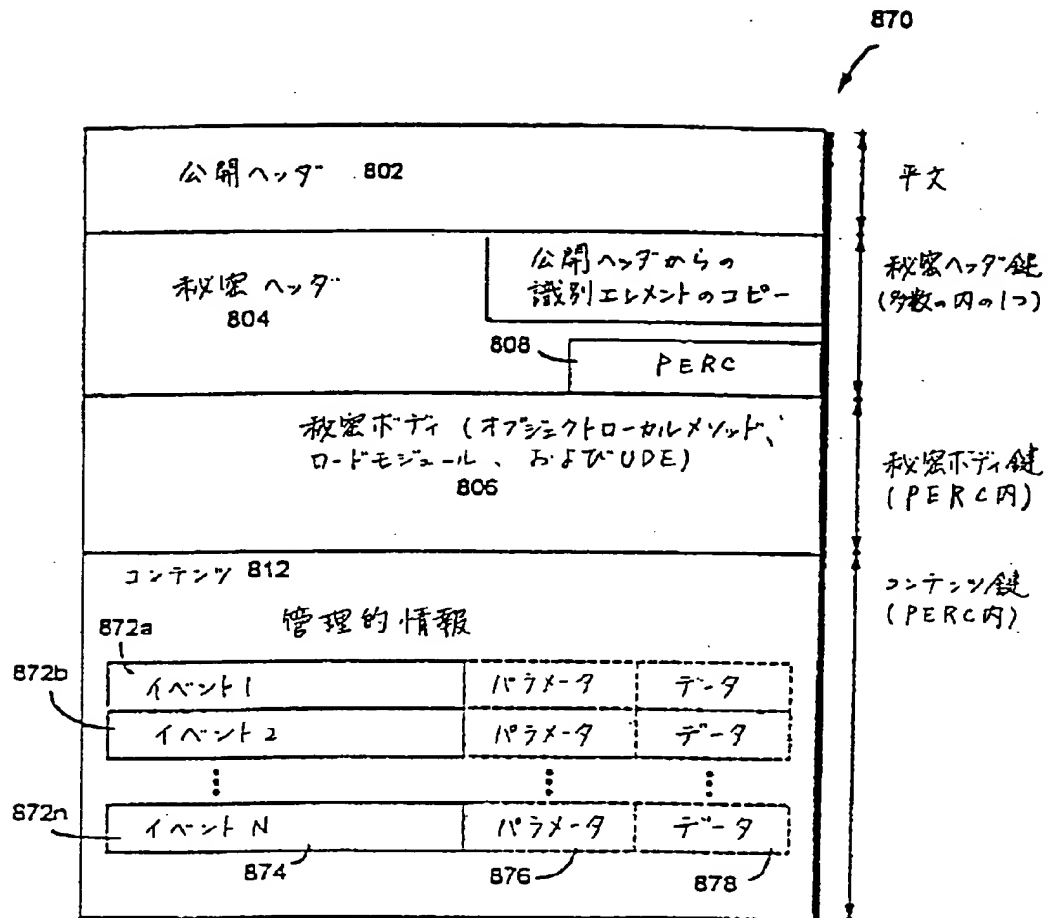 870
公開ヘッダ 802
平文
秘密ヘッダ
804
公開ヘッダからの
識別エレメントのコピー
808
PERC
秘密ヘッダ鍵
(多数の内の1つ)
秘密ボディ (オブジェクトローカルメソッド、
ロードモジュール、およびUDE)
806
秘密ボディ鍵
(PERC内)
コンテンツ 812
管理的情報
コンテンツ鍵
(PERC内)
872a
872b
イベント1 パラメータ データ
イベント2 パラメータ データ
872n
イベントN パラメータ データ
874
876
878